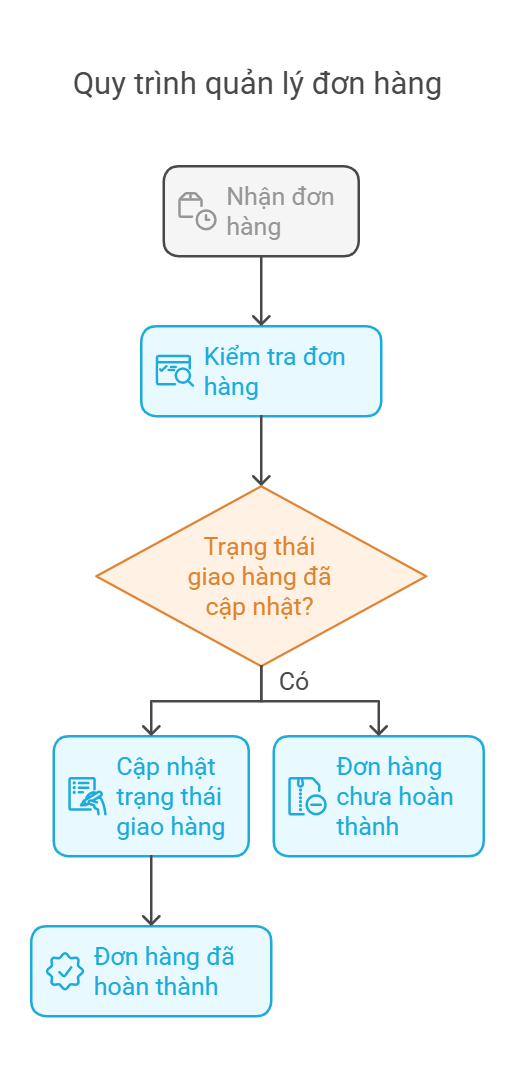 Quy trình quản lý đơn hàng
Nhận đơn
hàng
Kiểm tra đơn
hàng
Trạng thái
giao hàng đã
cập nhật?
Có
Cập nhật
trạng thái
giao hàng
Đơn hàng
chưa hoàn
thành
Đơn hàng đã
hoàn thành